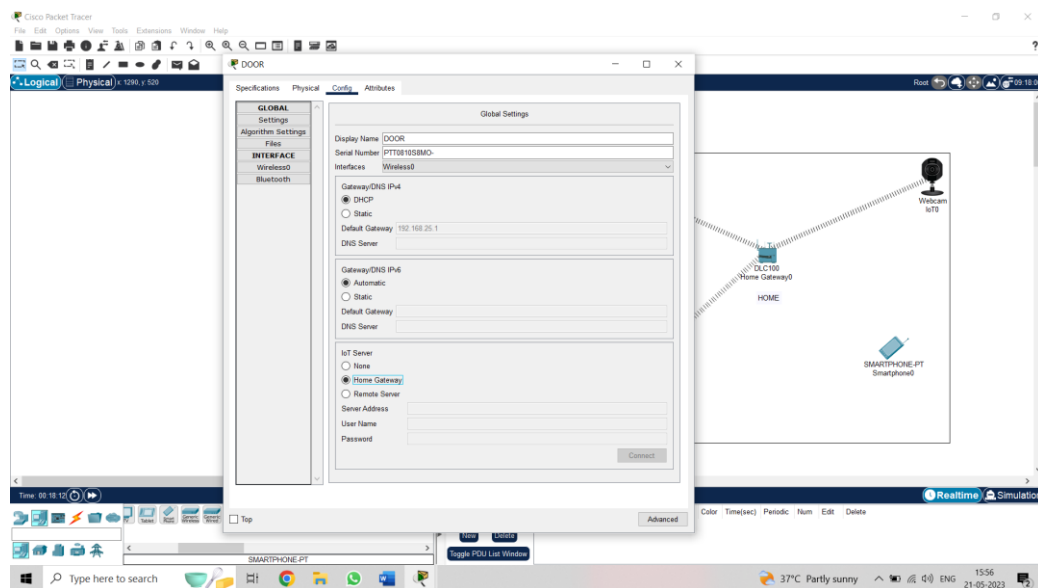 Cisco Packet Tracer
File Edit Options View Tools Extensions Window Help
?
DOOR
Logical Physical x: 1290, y: 520
Root 09:18:0
Specifications Physical Config Attributes
GLOBAL
Settings
Algorithm Settings
Files
INTERFACE
Wireless0
Bluetooth
Global Settings
Display Name DOOR
Serial Number PTT0810S8MO-
Interfaces Wireless0
Gateway/DNS IPv4
DHCP
Static
Default Gateway 192.168.25.1
DNS Server
Gateway/DNS IPv6
Automatic
Static
Default Gateway
DNS Server
IoT Server
None
Home Gateway
Remote Server
Server Address
User Name
Password
Connect
Top
Advanced
Webcam
IoT0
DLC100
Home Gateway0
HOME
SMARTPHONE-PT
Smartphone0
Time: 00:18:12
Realtime Simulation
Color Time(sec) Periodic Num Edit Delete
New Delete
Toggle PDU List Window
SMARTPHONE-PT
Type here to search
37°C Partly sunny
ENG
15:56
21-05-2023
2